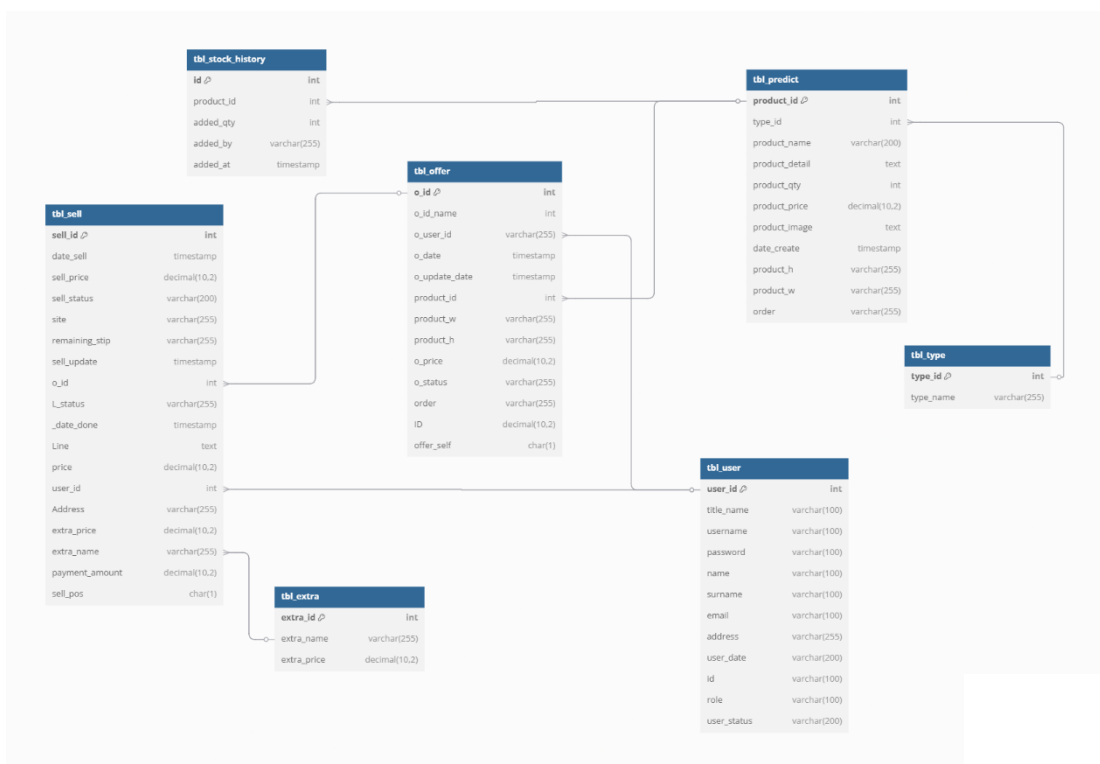 tbl_stock_history
id int
product_id int
added_qty int
added_by varchar(255)
added_at timestamp
tbl_predict
product_id int
type_id int
product_name varchar(200)
product_detail text
product_qty int
product_price decimal(10,2)
product_image text
date_create timestamp
product_h varchar(255)
product_w varchar(255)
order varchar(255)
tbl_offer
o_id int
o_id_name int
o_user_id varchar(255)
o_date timestamp
o_update_date timestamp
product_id int
product_w varchar(255)
product_h varchar(255)
o_price decimal(10,2)
o_status varchar(255)
order varchar(255)
ID decimal(10,2)
offer_self char(1)
tbl_sell
sell_id int
date_sell timestamp
sell_price decimal(10,2)
sell_status varchar(200)
site varchar(255)
remaining_stip varchar(255)
sell_update timestamp
o_id int
L_status varchar(255)
_date_done timestamp
Line text
price decimal(10,2)
user_id int
Address varchar(255)
extra_price decimal(10,2)
extra_name varchar(255)
payment_amount decimal(10,2)
sell_pos char(1)
tbl_type
type_id int
type_name varchar(255)
tbl_user
user_id int
title_name varchar(100)
username varchar(100)
password varchar(100)
name varchar(100)
surname varchar(100)
email varchar(100)
address varchar(255)
user_date varchar(200)
id varchar(100)
role varchar(100)
user_status varchar(200)
tbl_extra
extra_id int
extra_name varchar(255)
extra_price decimal(10,2)